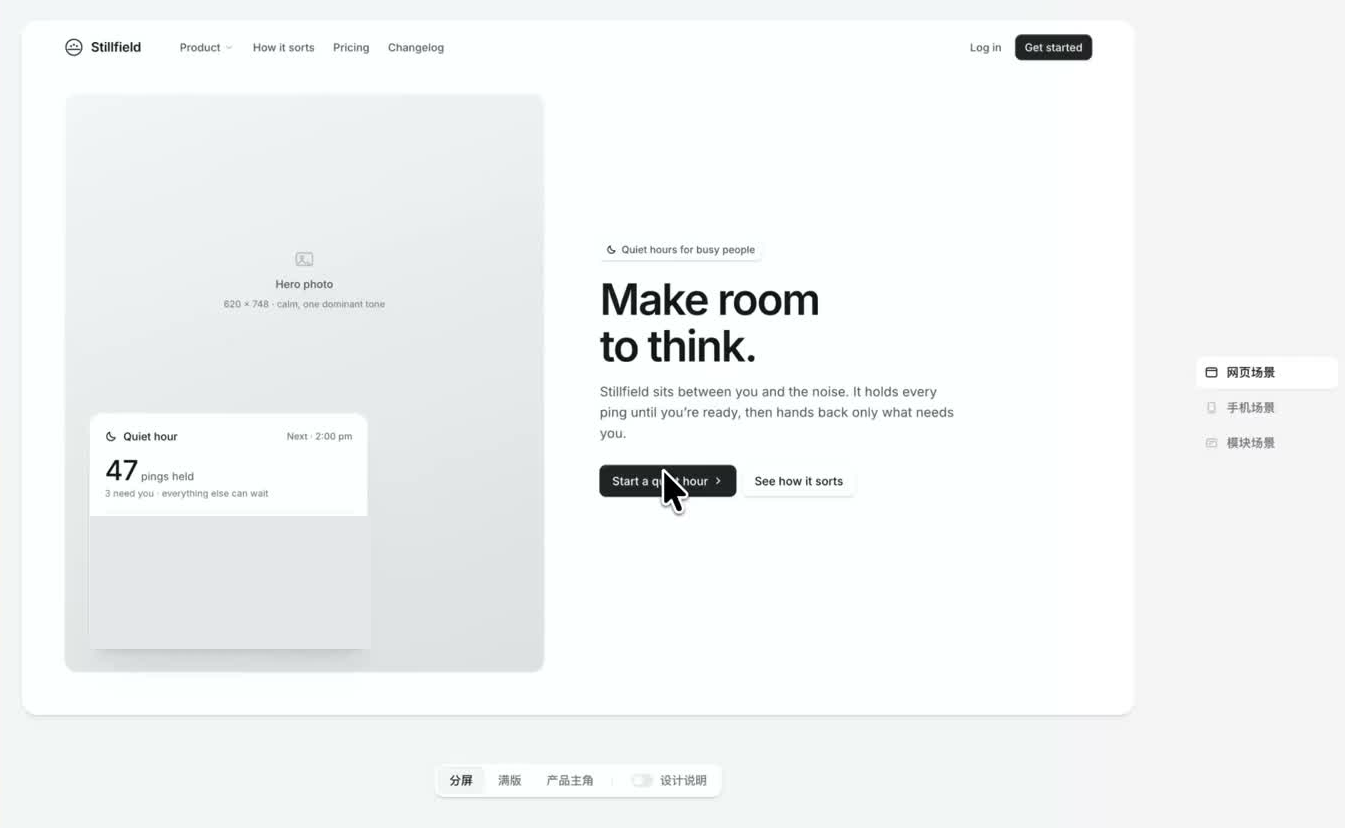 Stillfield Product How it sorts Pricing Changelog Log in Get started
Hero photo
620 × 748 · calm, one dominant tone
Quiet hour Next · 2:00 pm
47 pings held
3 need you · everything else can wait
Quiet hours for busy people
Make room
to think.
Stillfield sits between you and the noise. It holds every
ping until you're ready, then hands back only what needs
you.
Start a qu t hour See how it sorts
网页场景
手机场景
模块场景
分屏 满版 产品主角 设计说明